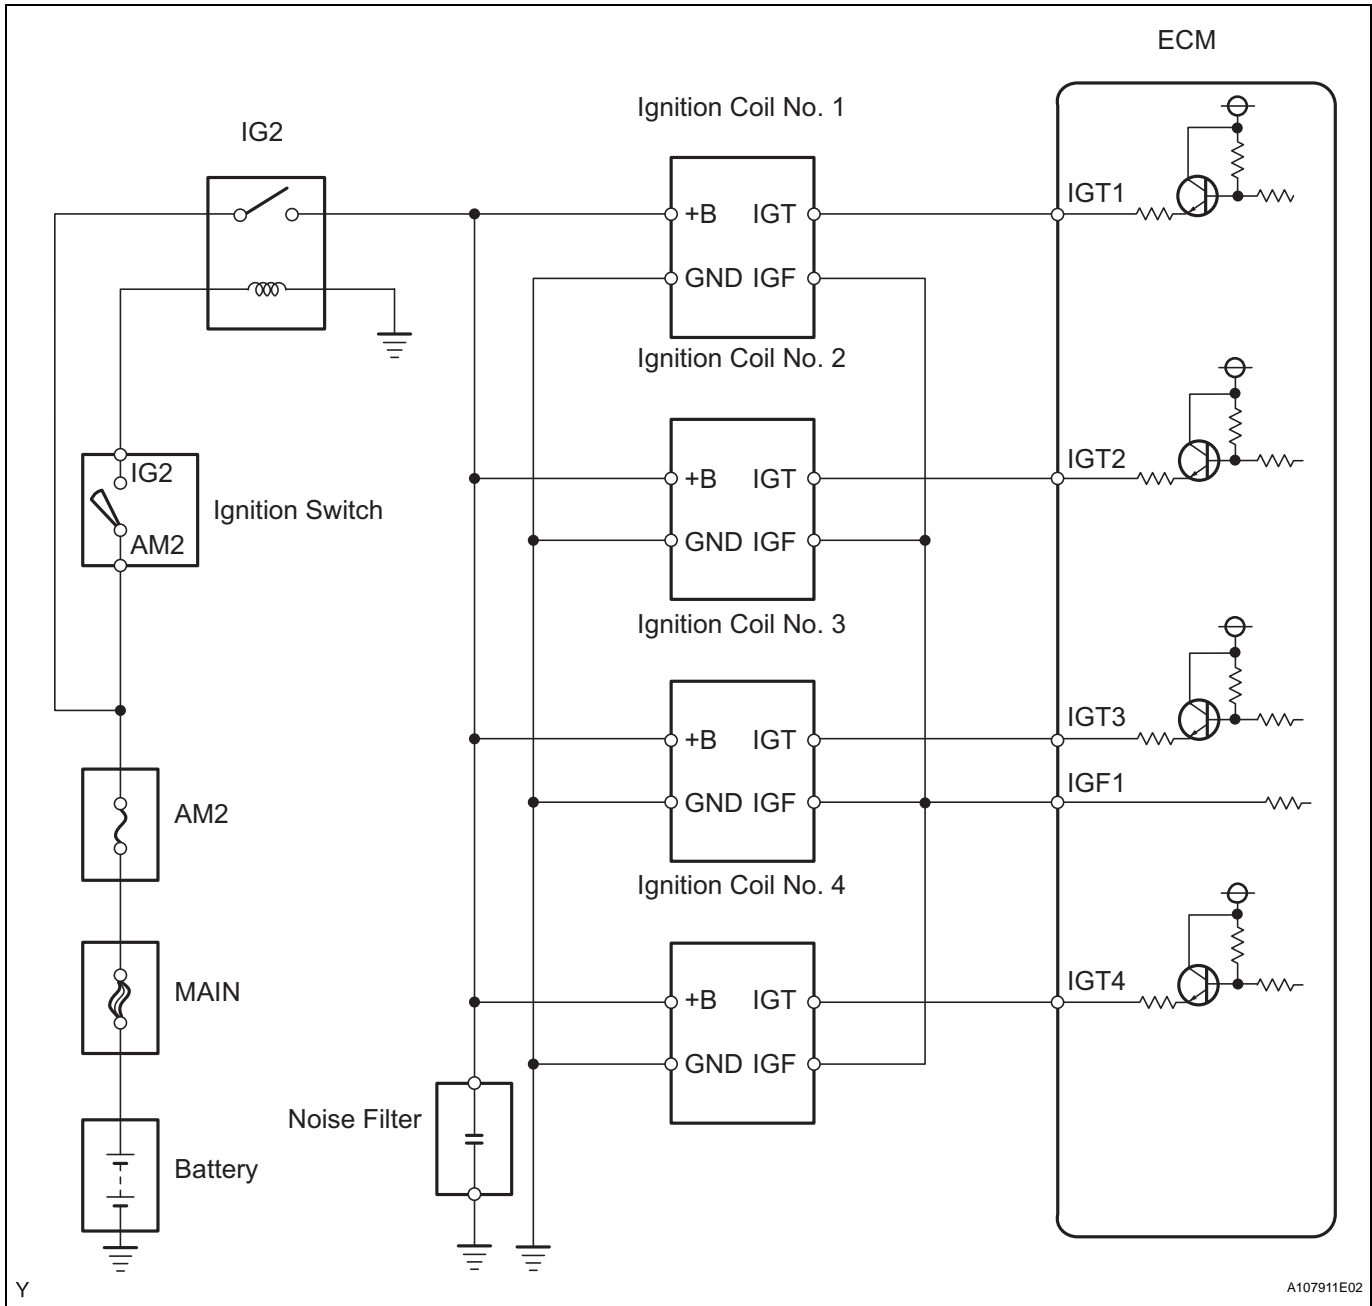 ECM
Ignition Coil No. 1
IG2
+B IGT
IGT1
GND IGF
Ignition Coil No. 2
IG2
Ignition Switch
AM2
+B IGT
IGT2
GND IGF
Ignition Coil No. 3
+B IGT
IGT3
GND IGF
IGF1
AM2
Ignition Coil No. 4
MAIN
+B IGT
IGT4
GND IGF
Noise Filter
Battery
Y
A107911E02